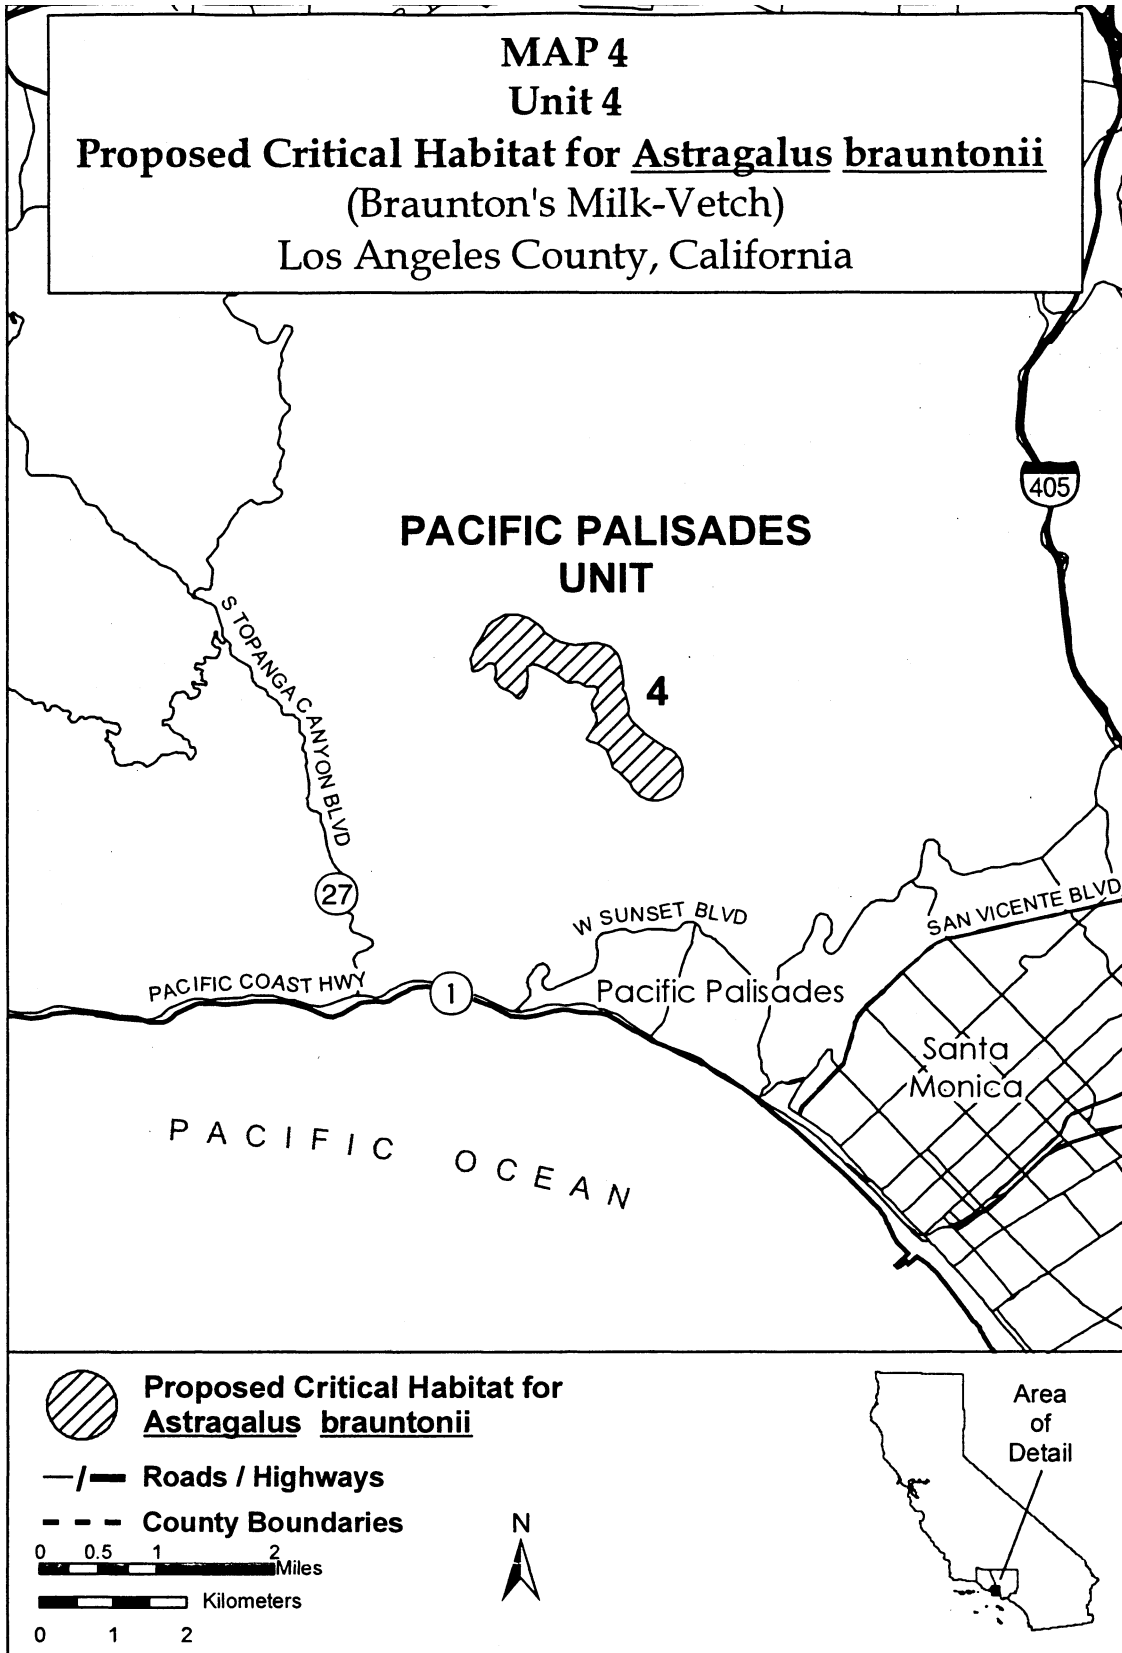 MAP 4
Unit 4
Proposed Critical Habitat for Astragalus brauntonii
(Braunton's Milk-Vetch)
Los Angeles County, California
405
PACIFIC PALISADES
UNIT
4
S TOPANGA CANYON BLVD
27
W SUNSET BLVD
SAN VICENTE BLVD
PACIFIC COAST HWY
1
Pacific Palisades
Santa
Monica
PACIFIC OCEAN
Proposed Critical Habitat for
Astragalus brauntonii
Roads / Highways
County Boundaries
0 0.5 1 2
Miles
Kilometers
0 1 2
N
Area
of
Detail